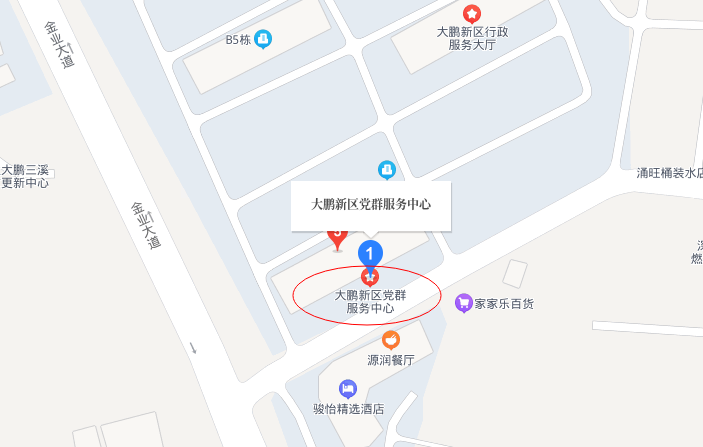 金业大道
B5栋
大鹏新区行政
服务大厅
大鹏三溪
更新中心
涌旺桶装水店
大鹏新区党群服务中心
金业大道
1
大鹏新区党群
服务中心
家家乐百货
源润餐厅
骏怡精选酒店